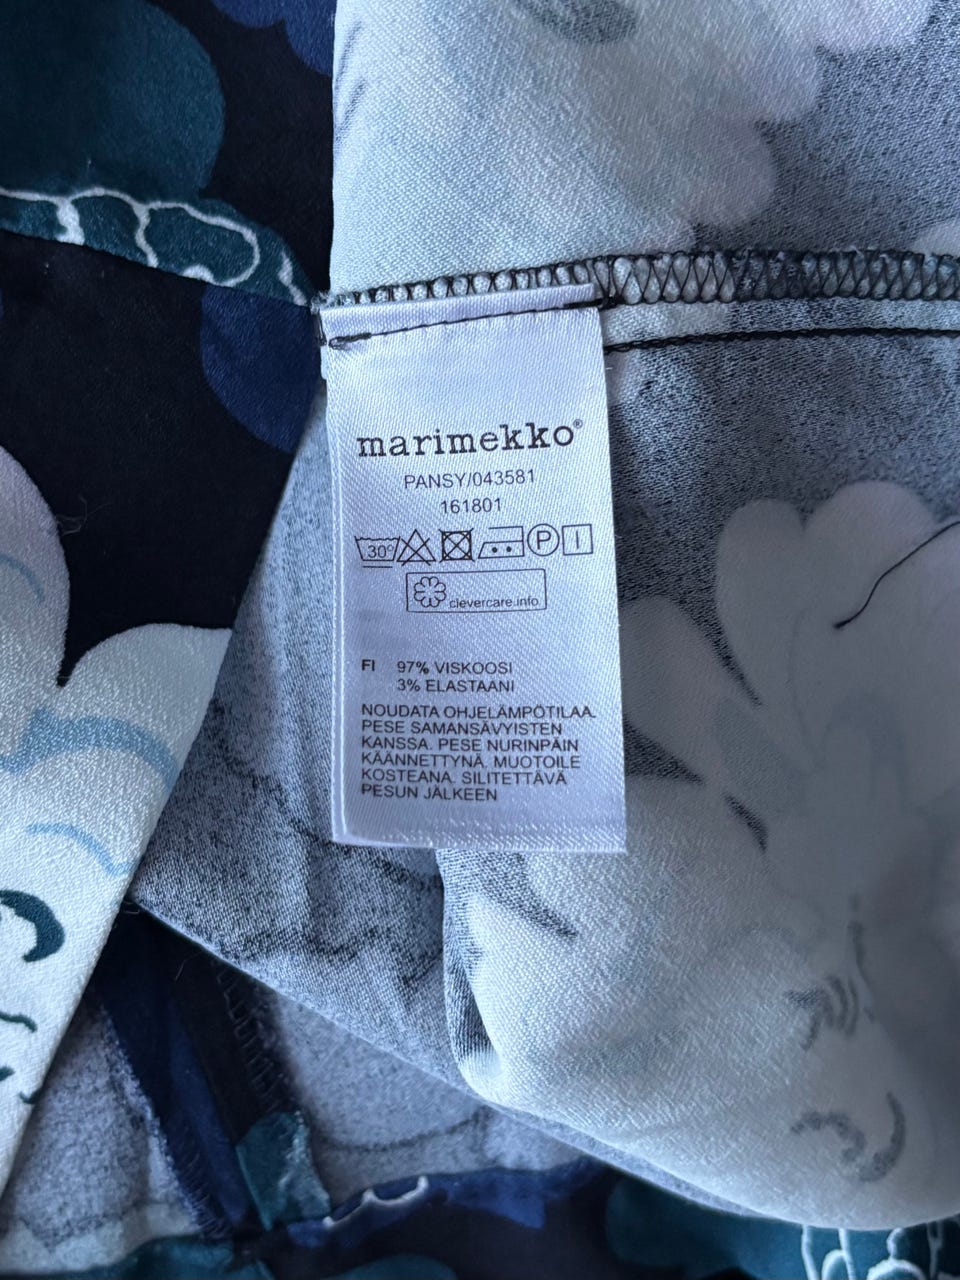 marimekko®
PANSY/043581
161801
30° P I
clevercare.info
FI 97% VISKOOSI
3% ELASTAANI
NOUDATA OHJELÄMPÖTILAA.
PESE SAMANSÄVYISTEN
KANSSA. PESE NURINPÄIN
KÄÄNNETTYNÄ. MUOTOILE
KOSTEANA. SILITETTÄVÄ
PESUN JÄLKEEN